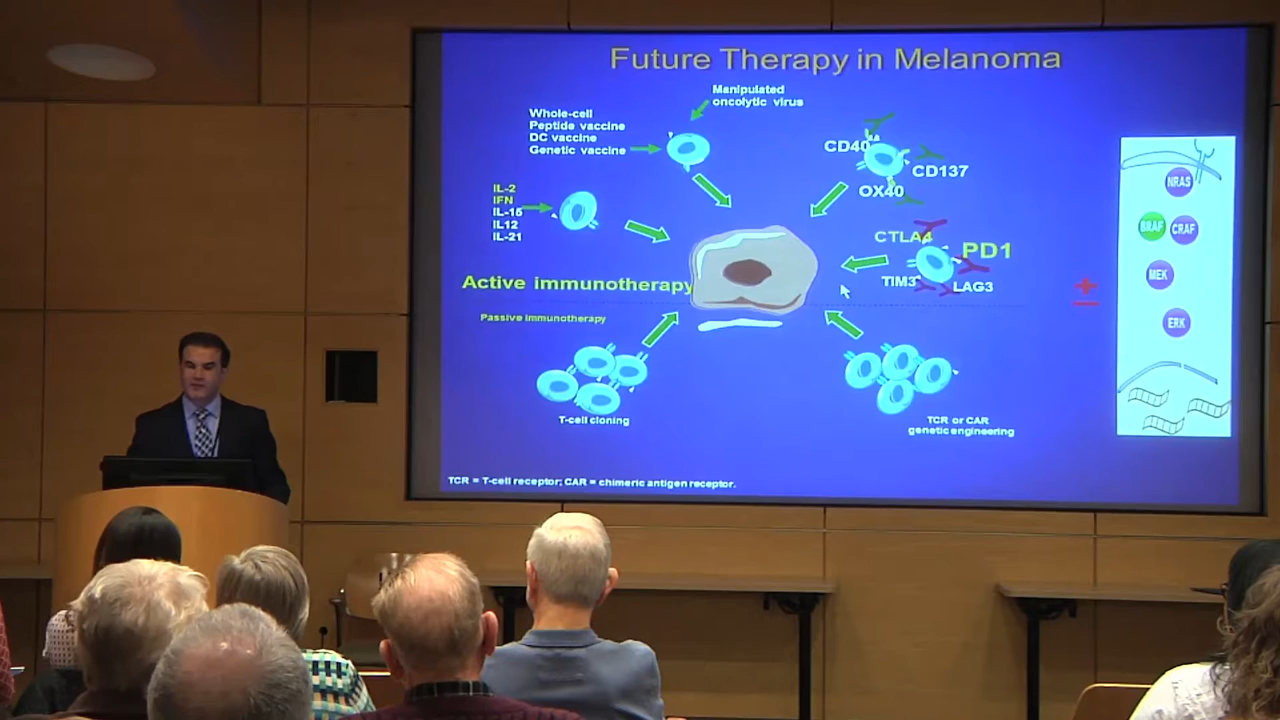 Future Therapy in Melanoma
Manipulated
oncolytic virus
Whole-cell
Peptide vaccine
DC vaccine
Genetic vaccine
CD40
CD137
OX40
IL-2
IFN
IL-15
IL12
IL-21
CTLA4
PD1
TIM3
LAG3
Active immunotherapy
Passive immunotherapy
T-cell cloning
TCR or CAR
genetic engineering
TCR = T-cell receptor; CAR = chimeric antigen receptor.
±
NRAS
BRAF
CRAF
MEK
ERK